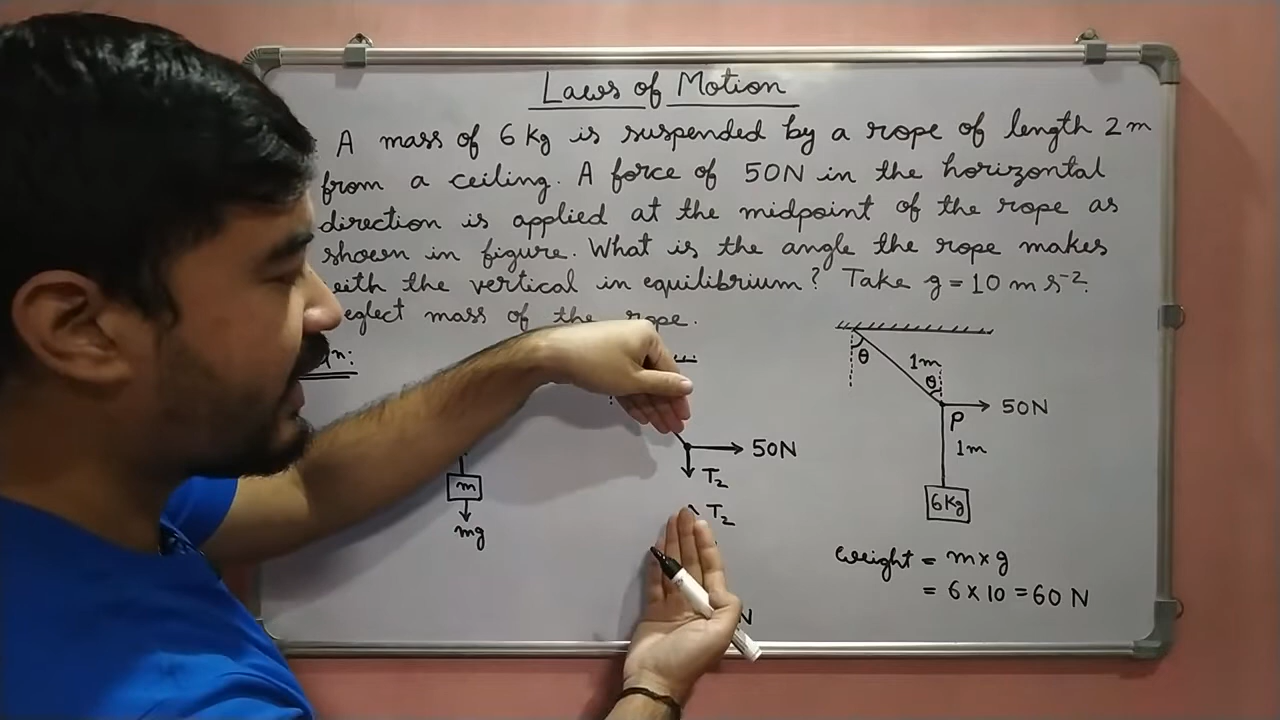 Laws of Motion
A mass of 6 Kg is suspended by a rope of length 2 m
from a ceiling. A force of 50N in the horizontal
direction is applied at the midpoint of the rope as
shown in figure. What is the angle the rope makes
with the vertical in equilibrium? Take g = 10 m s⁻².
eglect mass of the rope.
θ
1m
θ
50N
P
1m
6Kg
m
mg
50N
T₂
T₂
N
Weight = m×g
= 6 × 10 = 60 N